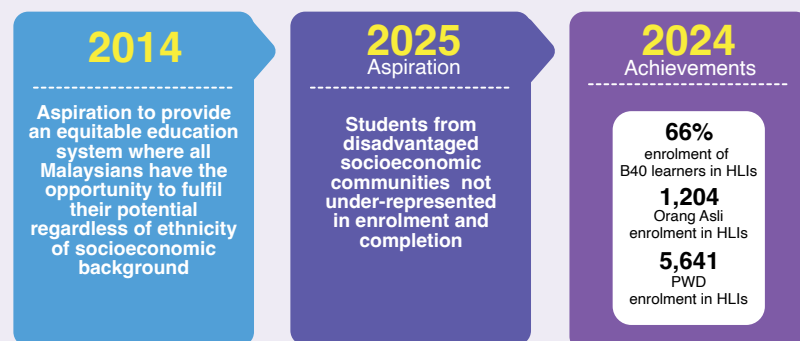 2014
Aspiration to provide
an equitable education
system where all
Malaysians have the
opportunity to fulfil
their potential
regardless of ethnicity
of socioeconomic
background
2025
Aspiration
Students from
disadvantaged
socioeconomic
communities not
under-represented
in enrolment and
completion
2024
Achievements
66%
enrolment of
B40 learners in HLIs
1,204
Orang Asli
enrolment in HLIs
5,641
PWD
enrolment in HLIs